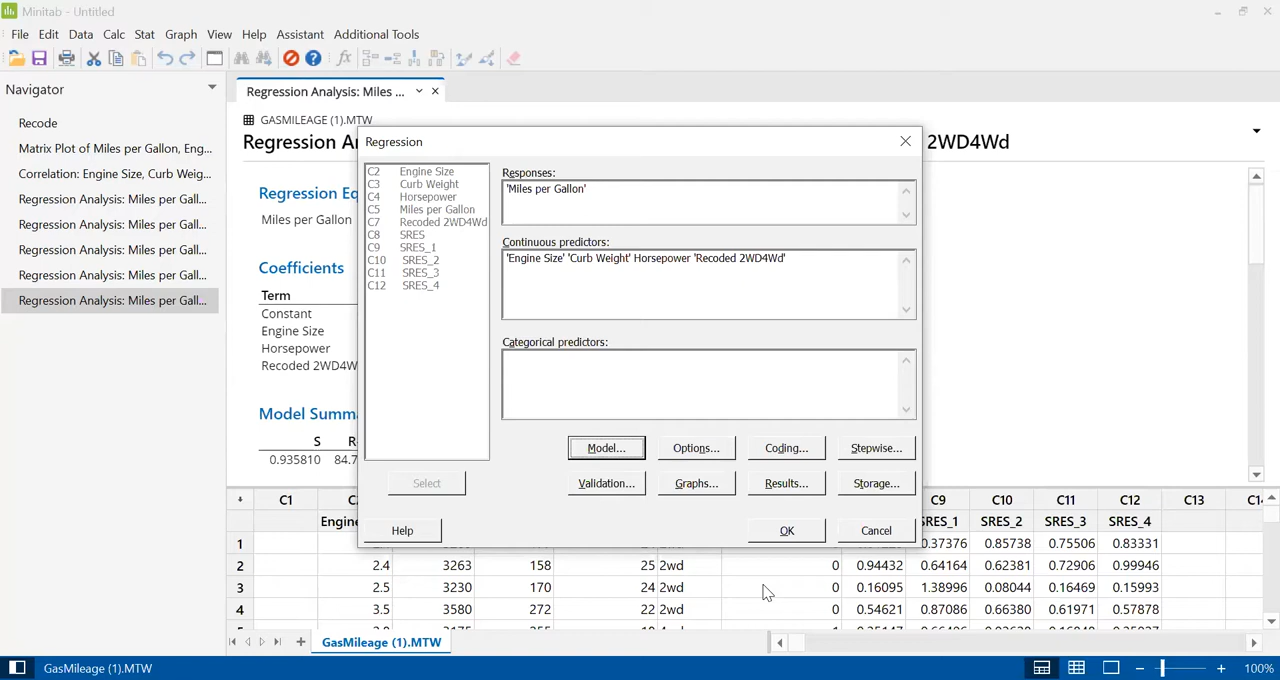 Minitab - Untitled
File Edit Data Calc Stat Graph View Help Assistant Additional Tools
Navigator
Regression Analysis: Miles ...
Recode
Matrix Plot of Miles per Gallon, Eng...
Correlation: Engine Size, Curb Weig...
Regression Analysis: Miles per Gall...
Regression Analysis: Miles per Gall...
Regression Analysis: Miles per Gall...
Regression Analysis: Miles per Gall...
Regression Analysis: Miles per Gall...
GASMILEAGE (1).MTW
Regression 2WD4Wd
Regression Eq
Miles per Gallon
Coefficients
Term
Constant
Engine Size
Horsepower
Recoded 2WD4W
Model Summ
S R
0.935810 84.7
Regression
C2 Engine Size
C3 Curb Weight
C4 Horsepower
C5 Miles per Gallon
C7 Recoded 2WD4Wd
C8 SRES
C9 SRES_1
C10 SRES_2
C11 SRES_3
C12 SRES_4
Responses:
'Miles per Gallon'
Continuous predictors:
'Engine Size' 'Curb Weight' Horsepower 'Recoded 2WD4Wd'
Categorical predictors:
Model... Options... Coding... Stepwise...
Select Validation... Graphs... Results... Storage...
Help OK Cancel
C1 C C9 C10 C11 C12 C13 C1
Engine SRES_1 SRES_2 SRES_3 SRES_4
1 0.37376 0.85738 0.75506 0.83331
2 2.4 3263 158 25 2wd 0 0.94432 0.64164 0.62381 0.72906 0.99946
3 2.5 3230 170 24 2wd 0 0.16095 1.38996 0.08044 0.16469 0.15993
4 3.5 3580 272 22 2wd 0 0.54621 0.87086 0.66380 0.61971 0.57878
GasMileage (1).MTW
GasMileage (1).MTW 100%